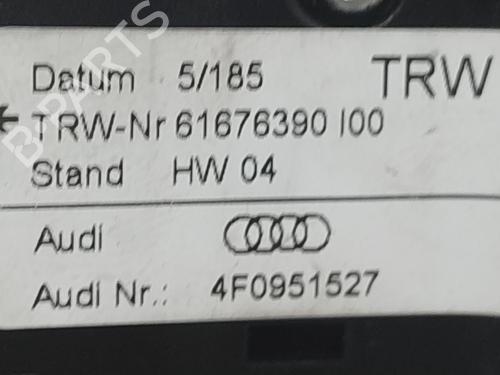 B-PARTS
Datum 5/185 TRW
TRW-Nr 61676390 I00
Stand HW 04
Audi
Audi Nr.: 4F0951527